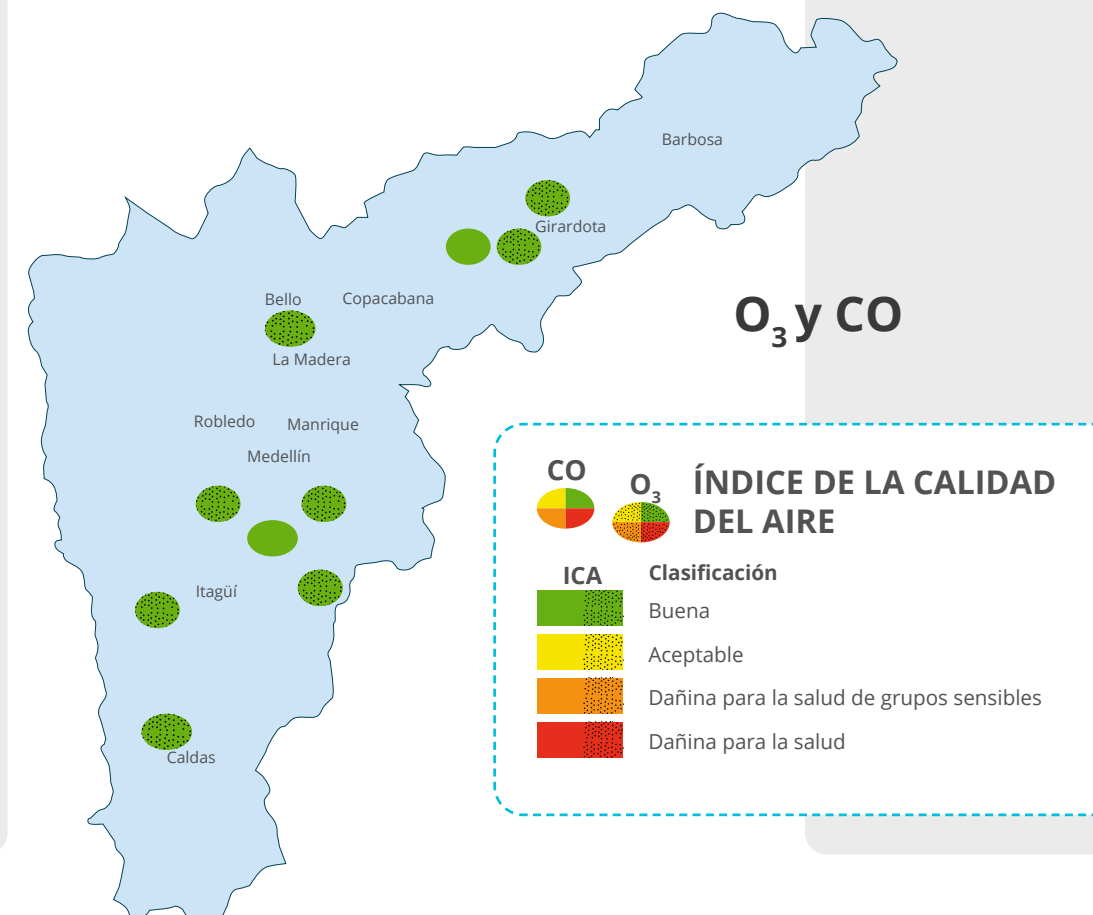 Barbosa
Girardota
Bello
Copacabana
La Madera
Robledo
Manrique
Medellín
Itagüí
Caldas
O3 y CO
CO
O3
ÍNDICE DE LA CALIDAD
DEL AIRE
ICA
Clasificación
Buena
Aceptable
Dañina para la salud de grupos sensibles
Dañina para la salud